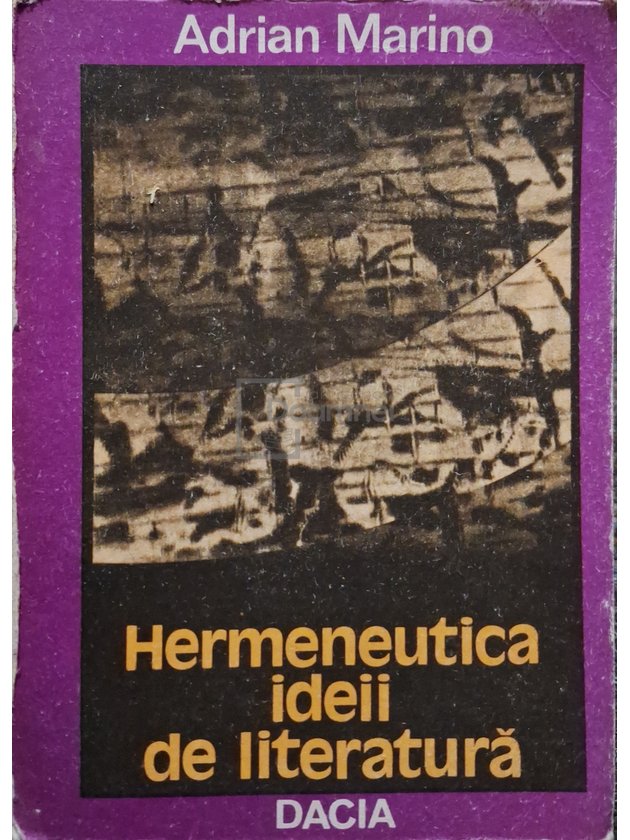 Adrian Marino
Hermeneutica
ideii
de literatură
DACIA